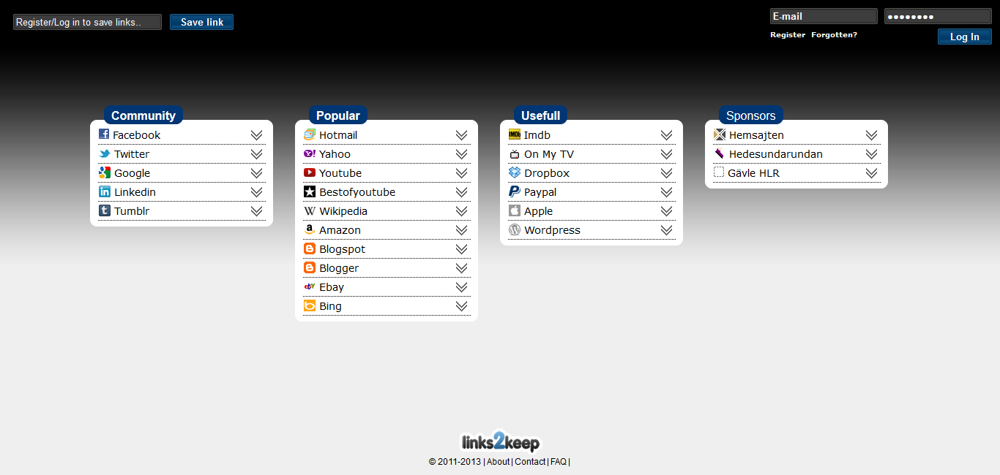 Register/Log in to save links..
Save link
E-mail
••••••••
Register Forgotten?
Log In
Community
Facebook
Twitter
Google
Linkedin
Tumblr
Popular
Hotmail
Yahoo
Youtube
Bestofyoutube
Wikipedia
Amazon
Blogspot
Blogger
Ebay
Bing
Usefull
Imdb
On My TV
Dropbox
Paypal
Apple
Wordpress
Sponsors
Hemsajten
Hedesundarundan
Gävle HLR
links2keep
© 2011-2013 | About | Contact | FAQ |